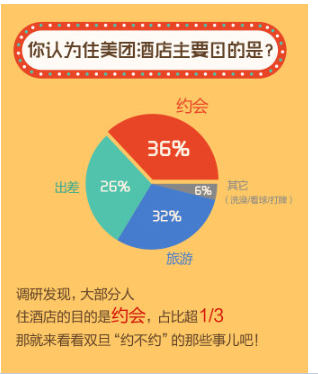 你认为住美团酒店主要目的是?
约会
36%
出差
26%
6%
其它
(洗澡/看球/打牌)
32%
旅游
调研发现，大部分人
住酒店的目的是约会，占比超1/3
那就来看看双旦“约不约”的那些事儿吧!